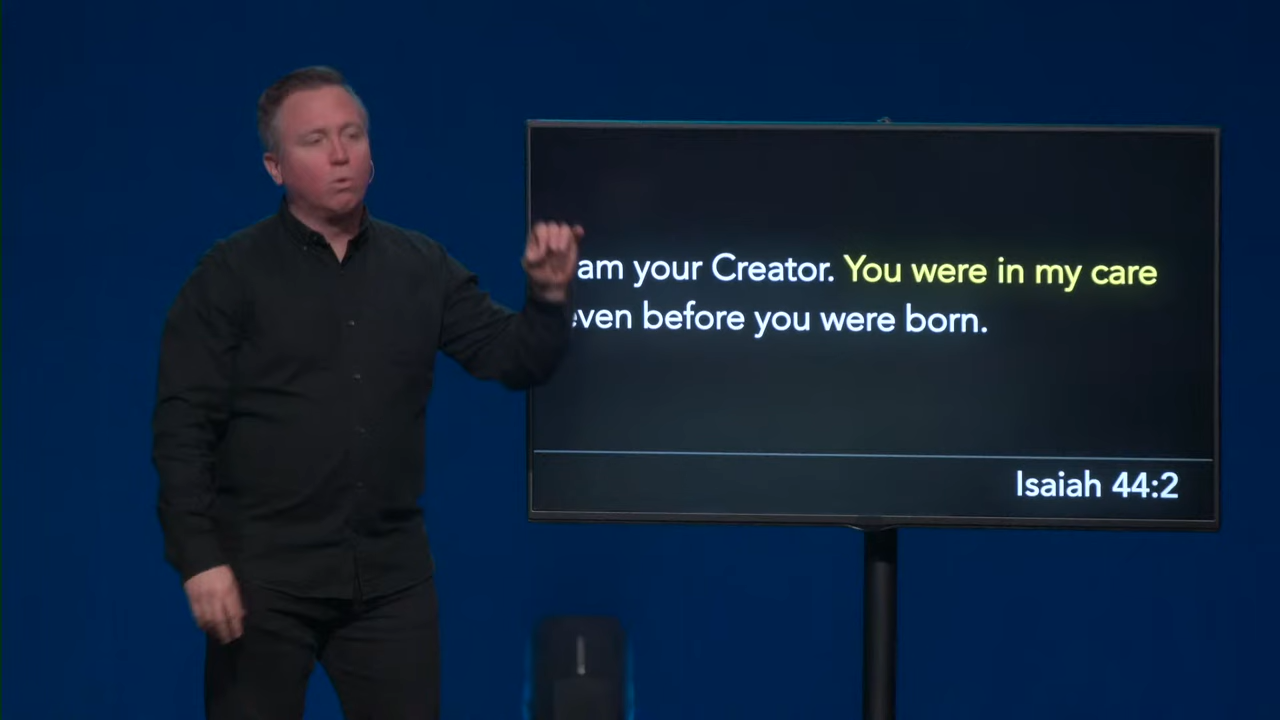 am your Creator. You were in my care
even before you were born.
Isaiah 44:2